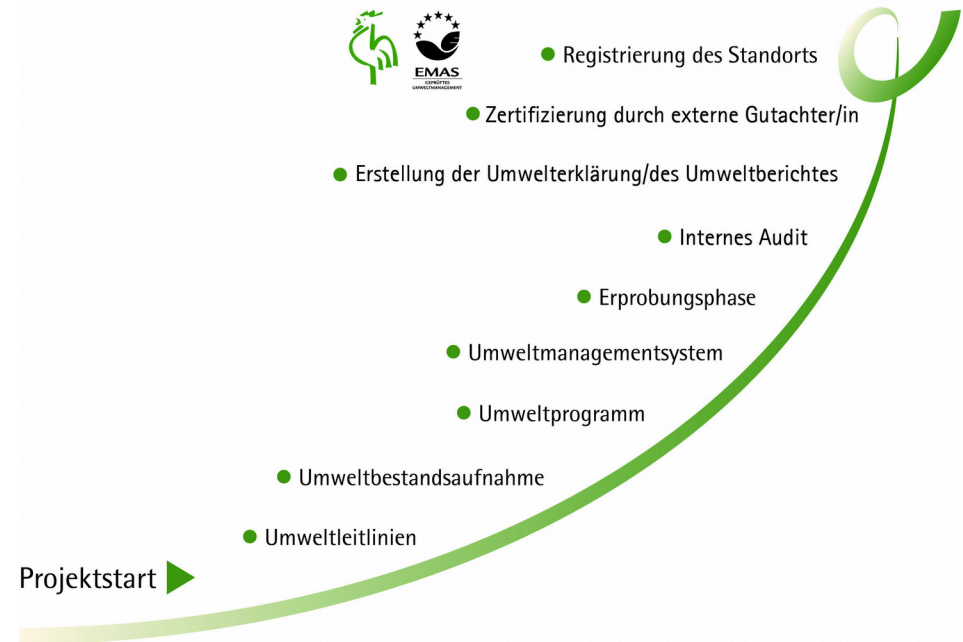 EMAS
GEPRÜFTES
UMWELTMANAGEMENT
Registrierung des Standorts
Zertifizierung durch externe Gutachter/in
Erstellung der Umwelterklärung/des Umweltberichtes
Internes Audit
Erprobungsphase
Umweltmanagementsystem
Umweltprogramm
Umweltbestandsaufnahme
Umweltleitlinien
Projektstart